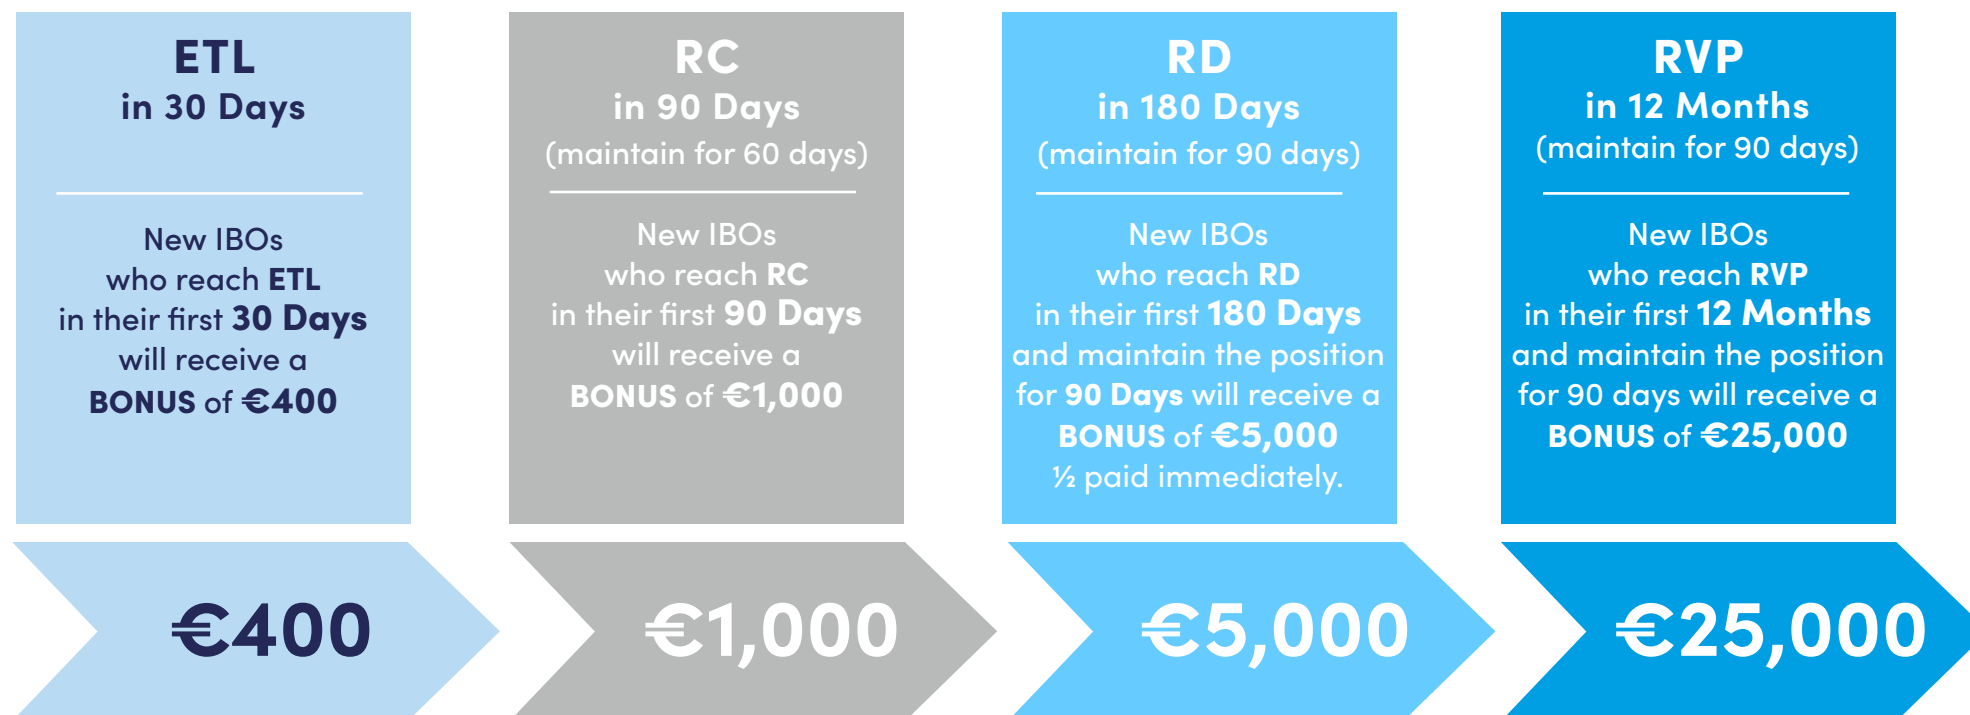 ETL
in 30 Days
New IBOs
who reach ETL
in their first 30 Days
will receive a
BONUS of €400
€400
RC
in 90 Days
(maintain for 60 days)
New IBOs
who reach RC
in their first 90 Days
will receive a
BONUS of €1,000
€1,000
RD
in 180 Days
(maintain for 90 days)
New IBOs
who reach RD
in their first 180 Days
and maintain the position
for 90 Days will receive a
BONUS of €5,000
½ paid immediately.
€5,000
RVP
in 12 Months
(maintain for 90 days)
New IBOs
who reach RVP
in their first 12 Months
and maintain the position
for 90 days will receive a
BONUS of €25,000
€25,000